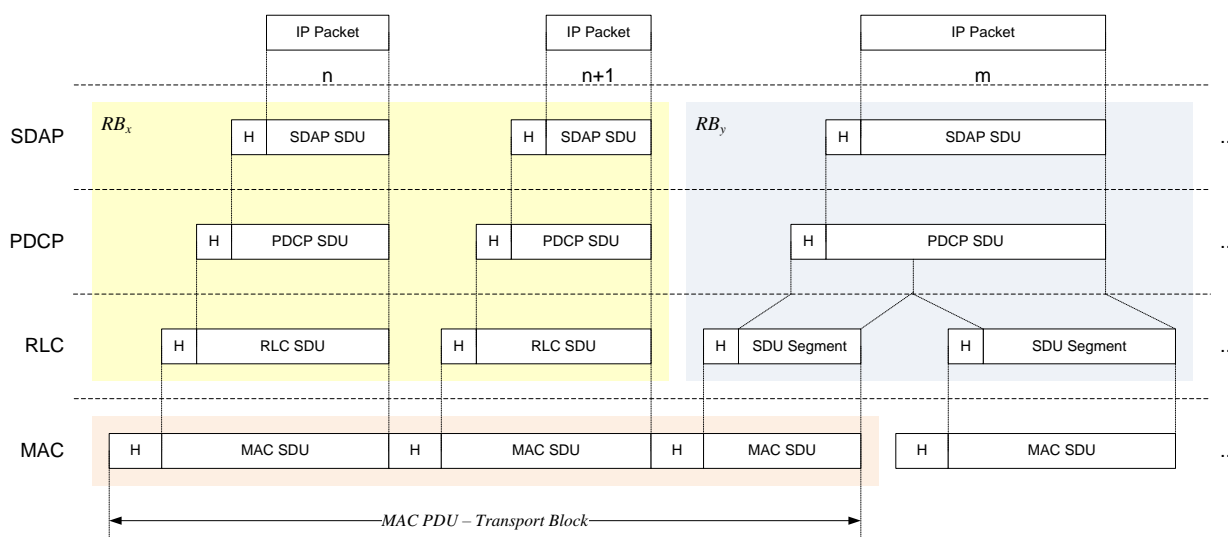 IP Packet IP Packet IP Packet
n n+1 m
RBx RBy
SDAP H SDAP SDU H SDAP SDU H SDAP SDU ..
PDCP H PDCP SDU H PDCP SDU H PDCP SDU ..
RLC H RLC SDU H RLC SDU H SDU Segment H SDU Segment ..
MAC H MAC SDU H MAC SDU H MAC SDU H MAC SDU ..
MAC PDU – Transport Block